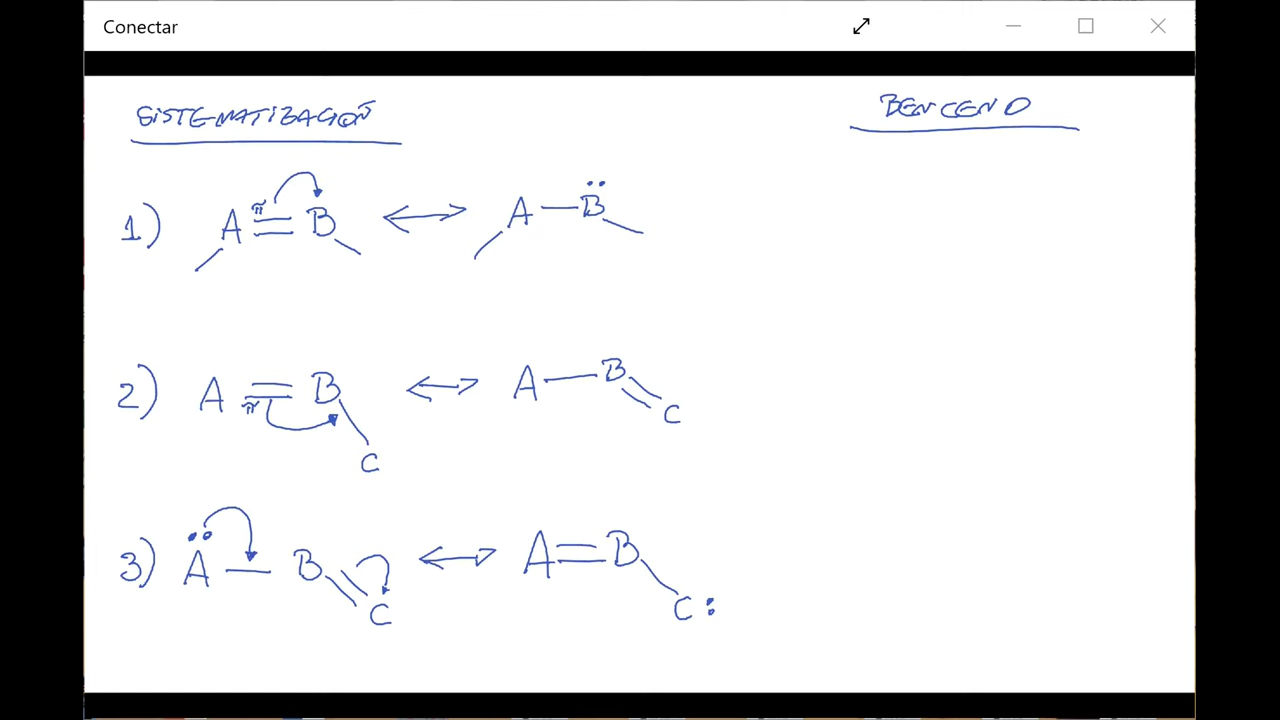 Conectar
SISTEMATIZACIÓN
BENCENO
1) A π = B ↔ A — B̈
2) A = B ↔ A — B = C
π
C
3) Ä — B = C ↔ A = B
C :